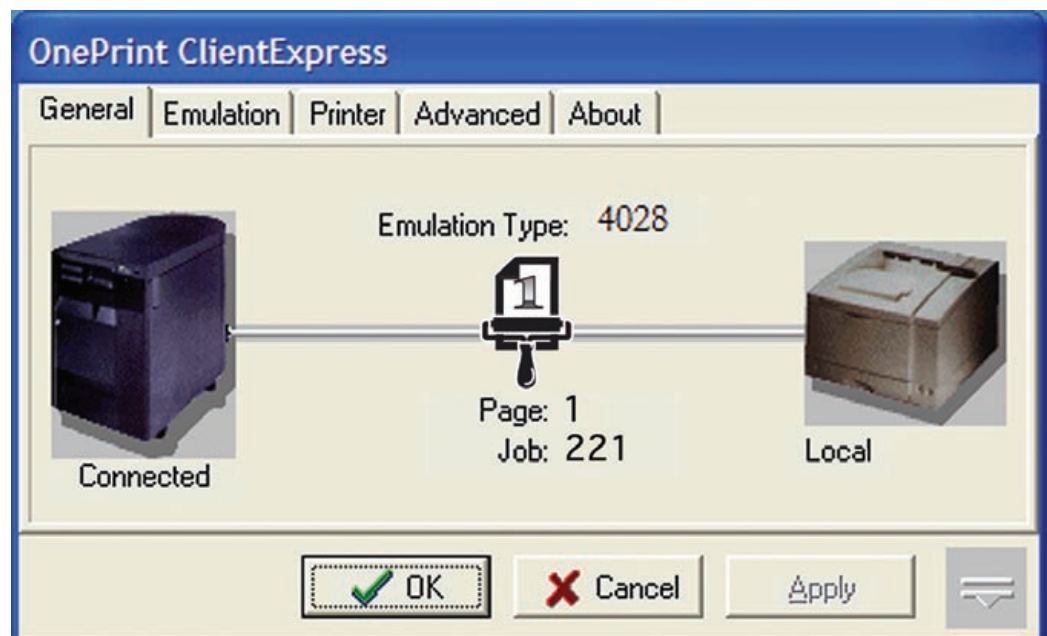 OnePrint ClientExpress
General Emulation Printer Advanced About
Emulation Type: 4028
1
Page: 1
Job: 221
Connected
Local
OK Cancel Apply